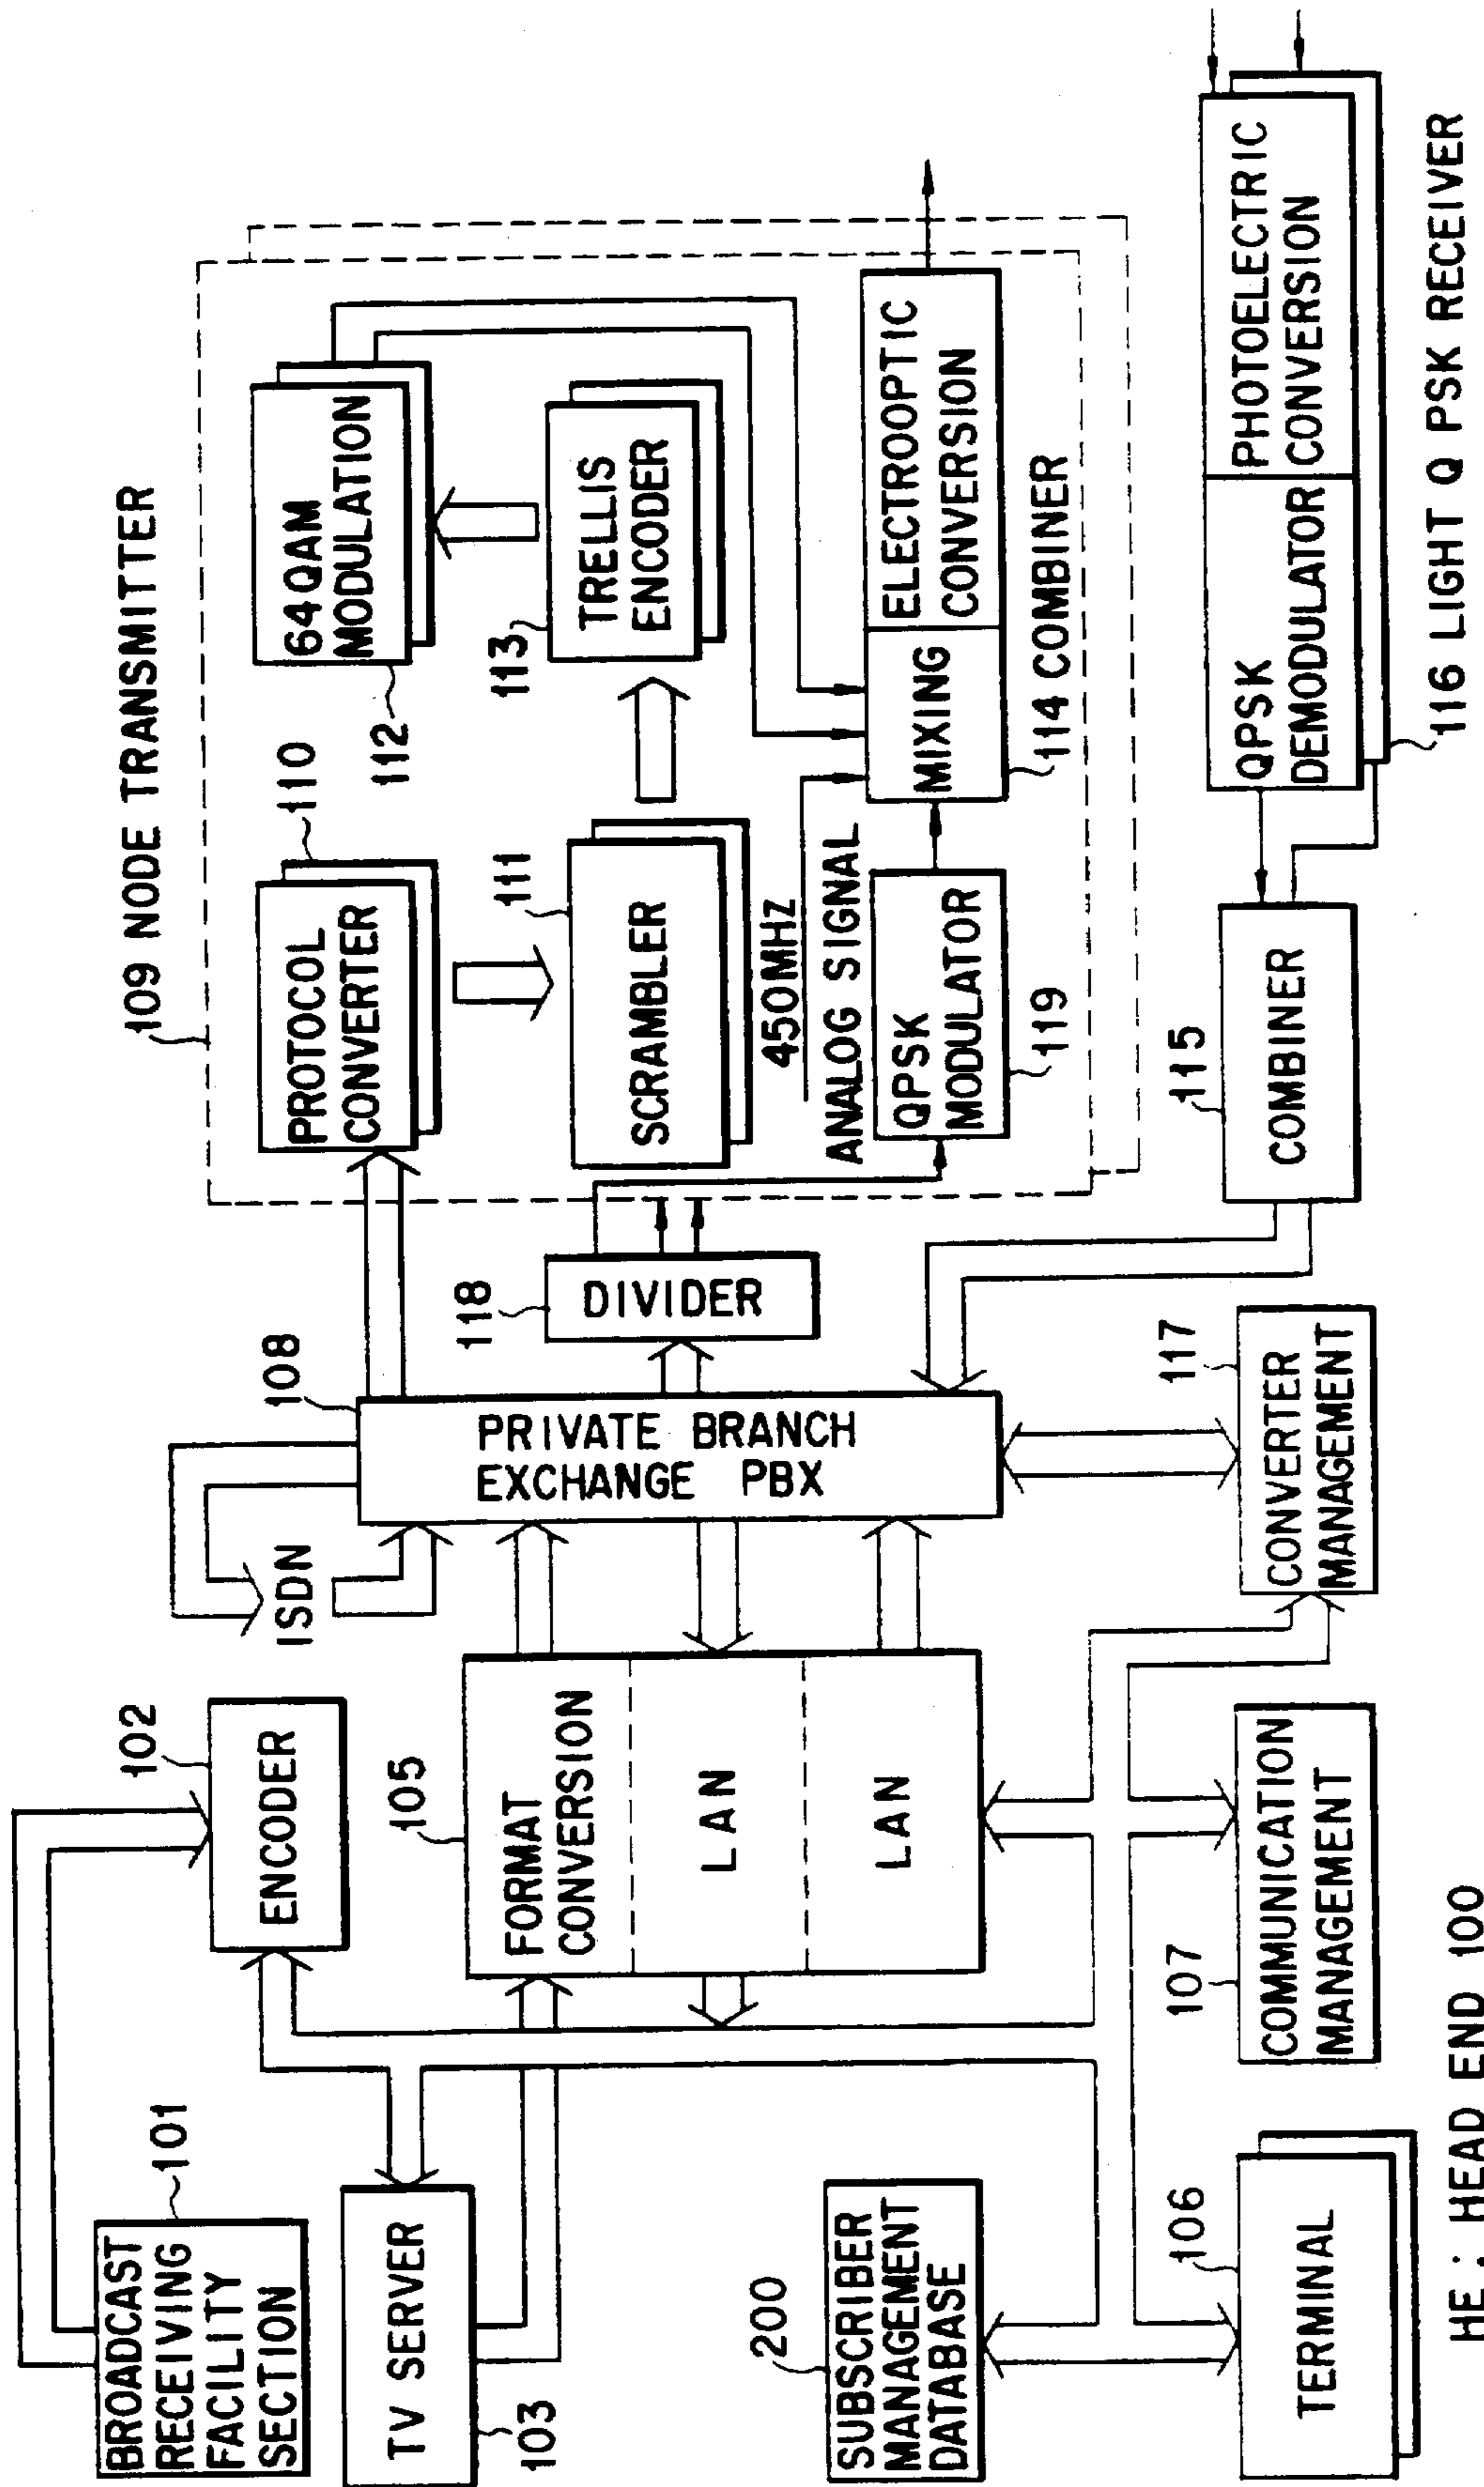 109 NODE TRANSMITTER
BROADCAST
RECEIVING
FACILITY
SECTION
101
102
ENCODER
TV SERVER
103
105
FORMAT
CONVERSION
LAN
LAN
ISDN
108
PRIVATE BRANCH
EXCHANGE PBX
118
DIVIDER
PROTOCOL
CONVERTER
110
111
SCRAMBLER
64QAM
MODULATION
112
113
TRELLIS
ENCODER
450MHZ
ANALOG SIGNAL
QPSK
MODULATOR
119
MIXING
ELECTROOPTIC
CONVERSION
114 COMBINER
200
SUBSCRIBER
MANAGEMENT
DATABASE
106
TERMINAL
107
COMMUNICATION
MANAGEMENT
117
CONVERTER
MANAGEMENT
115
COMBINER
QPSK
DEMODULATOR
PHOTOELECTRIC
CONVERSION
116 LIGHT Q PSK RECEIVER
HE : HEAD END 100